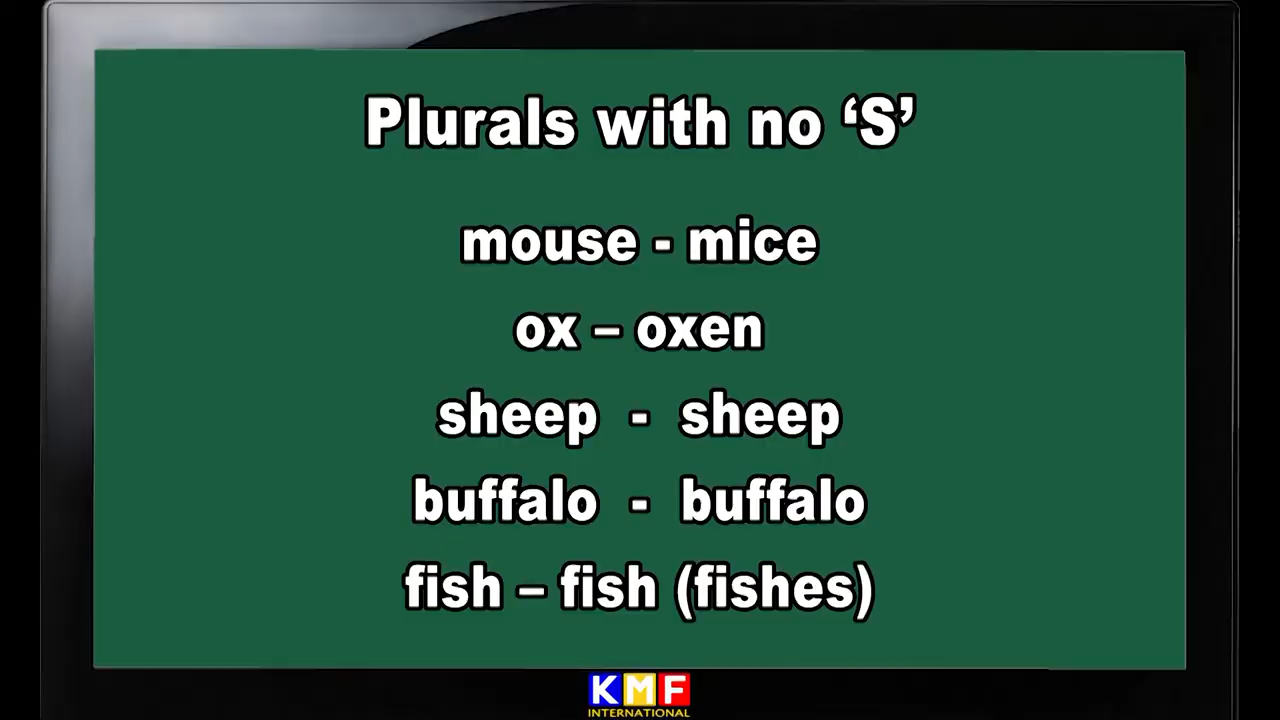 Plurals with no ‘S’
mouse - mice
ox – oxen
sheep - sheep
buffalo - buffalo
fish – fish (fishes)
KMF
INTERNATIONAL